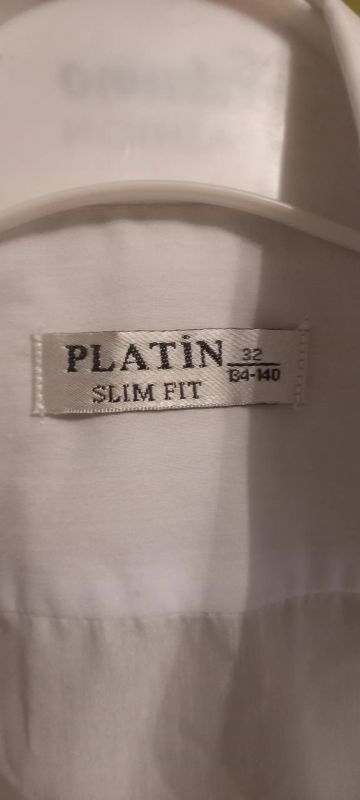 PLATİN
32
134-140
SLIM FIT